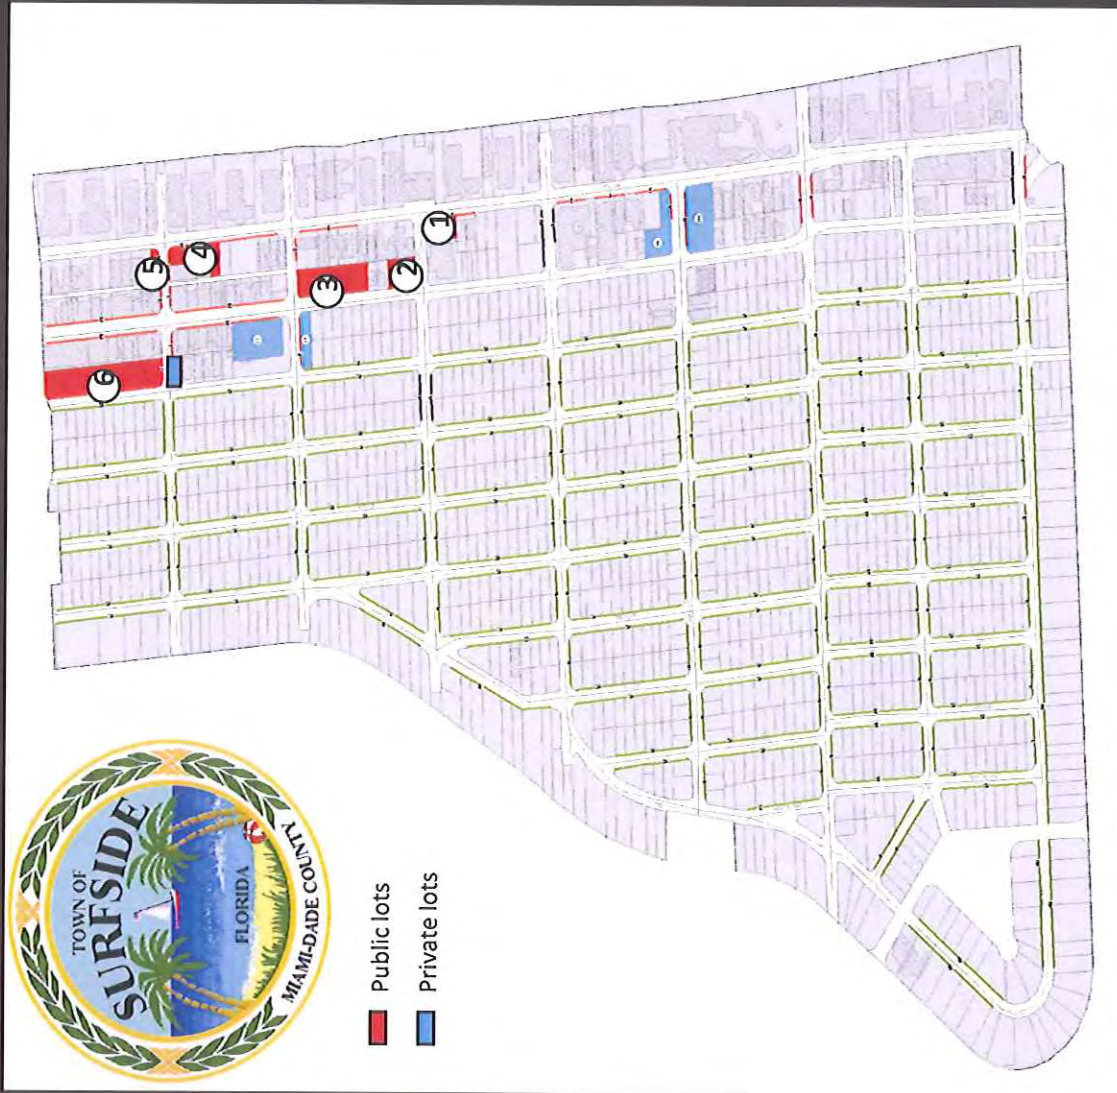 TOWN OF
SURFSIDE
FLORIDA
MIAMI-DADE COUNTY
Public lots
Private lots
1
2
3
4
5
6